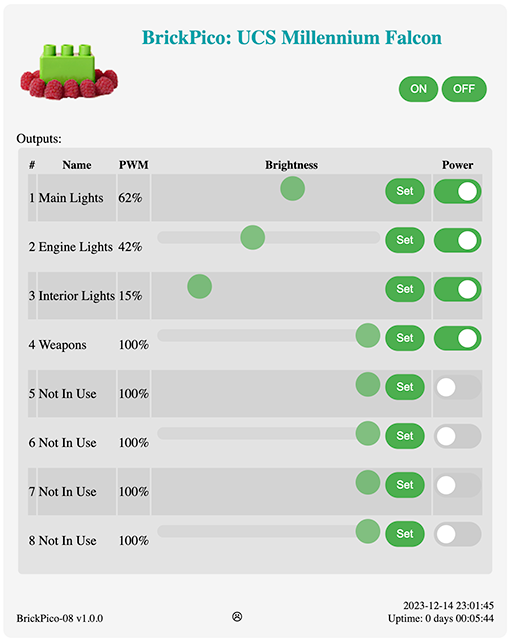 BrickPico: UCS Millennium Falcon
ON OFF
Outputs:
# Name PWM Brightness Power
1 Main Lights 62% Set
2 Engine Lights 42% Set
3 Interior Lights 15% Set
4 Weapons 100% Set
5 Not In Use 100% Set
6 Not In Use 100% Set
7 Not In Use 100% Set
8 Not In Use 100% Set
2023-12-14 23:01:45
BrickPico-08 v1.0.0 ☹ Uptime: 0 days 00:05:44